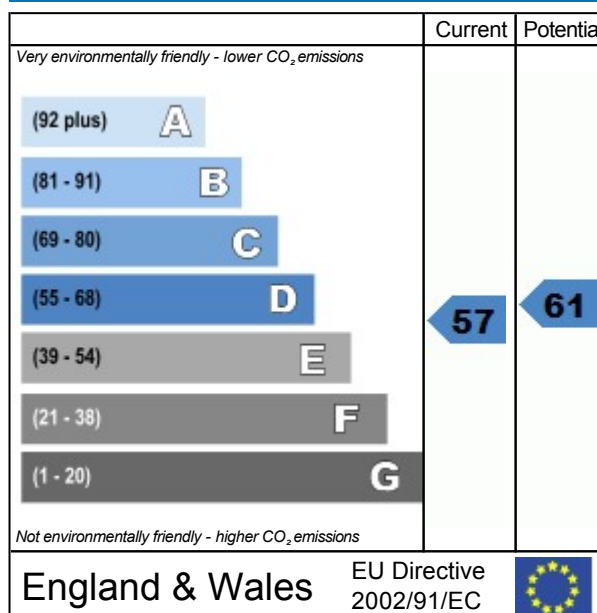 Current Potentia
Very environmentally friendly - lower CO₂ emissions
(92 plus) A
(81 - 91) B
(69 - 80) C
(55 - 68) D
57 61
(39 - 54) E
(21 - 38) F
(1 - 20) G
Not environmentally friendly - higher CO₂ emissions
England & Wales
EU Directive
2002/91/EC